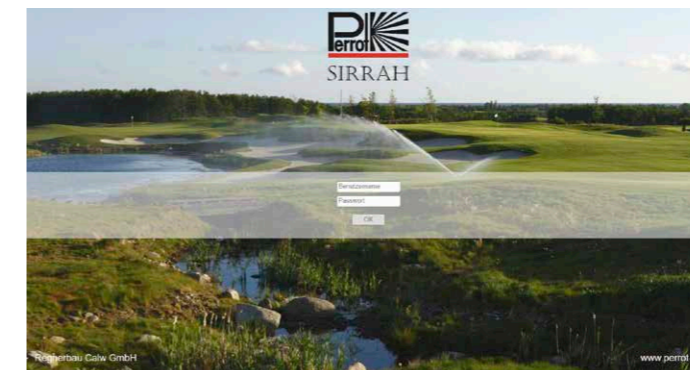 Perrot
SIRRAH
Benutzername
Passwort
OK
Regnerbau Calw GmbH
www.perrot